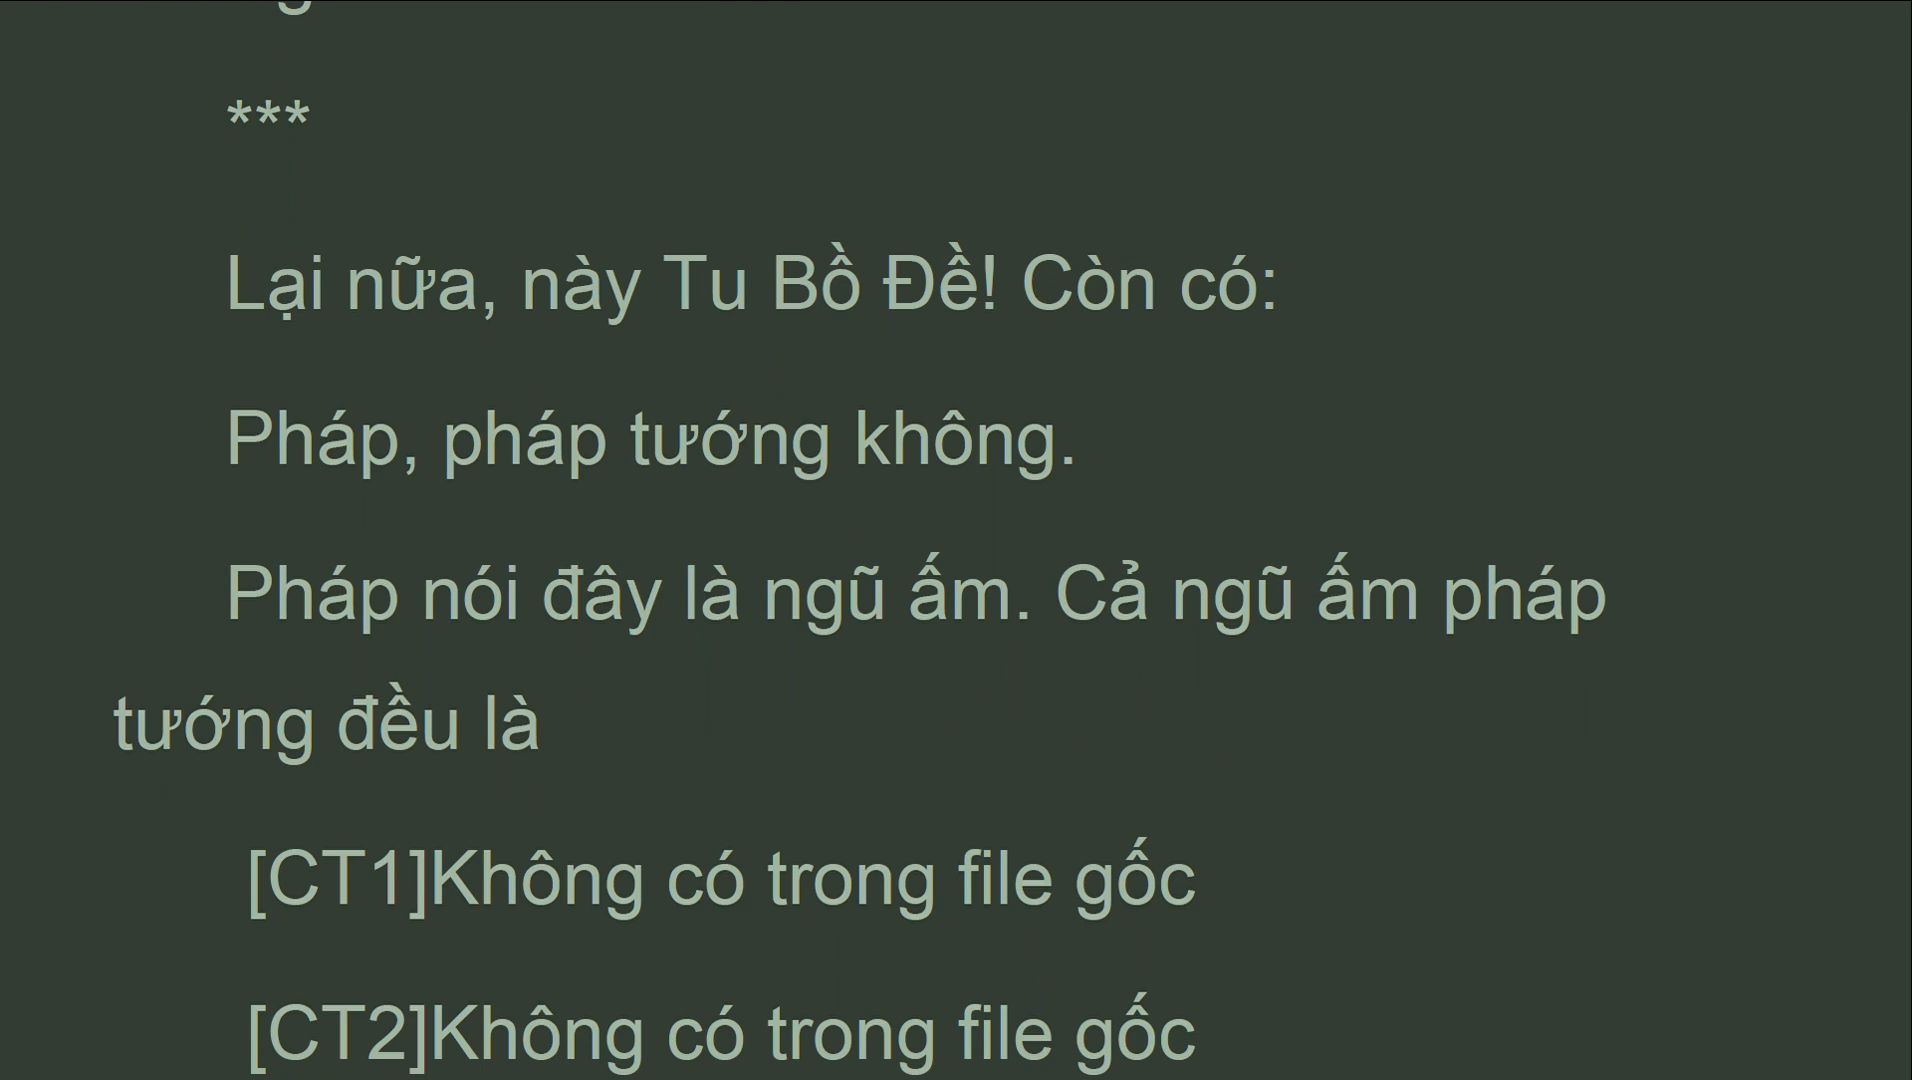 ***
Lại nữa, này Tu Bồ Đề! Còn có:
Pháp, pháp tướng không.
Pháp nói đây là ngũ ấm. Cả ngũ ấm pháp
tướng đều là
[CT1]Không có trong file gốc
[CT2]Không có trong file gốc